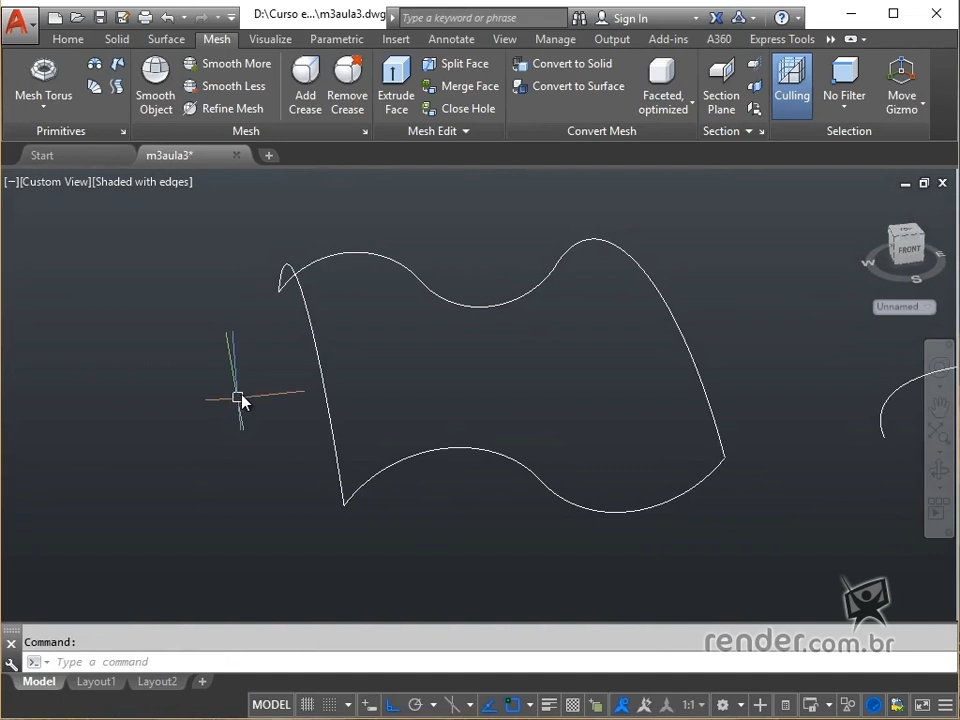 D:\Curso e...\m3aula3.dwg
Type a keyword or phrase
Sign In
Home Solid Surface Mesh Visualize Parametric Insert Annotate View Manage Output Add-ins A360 Express Tools
Mesh Torus
Smooth Object
Smooth More
Smooth Less
Refine Mesh
Add Crease
Remove Crease
Extrude Face
Split Face
Merge Face
Close Hole
Convert to Solid
Convert to Surface
Faceted, optimized
Section Plane
Culling
No Filter
Move Gizmo
Primitives Mesh Mesh Edit Convert Mesh Section Selection
Start m3aula3*
[−][Custom View][Shaded with edges]
TOP
FRONT
W E
S
Unnamed
render.com.br
Command:
Type a command
Model Layout1 Layout2
MODEL 1:1